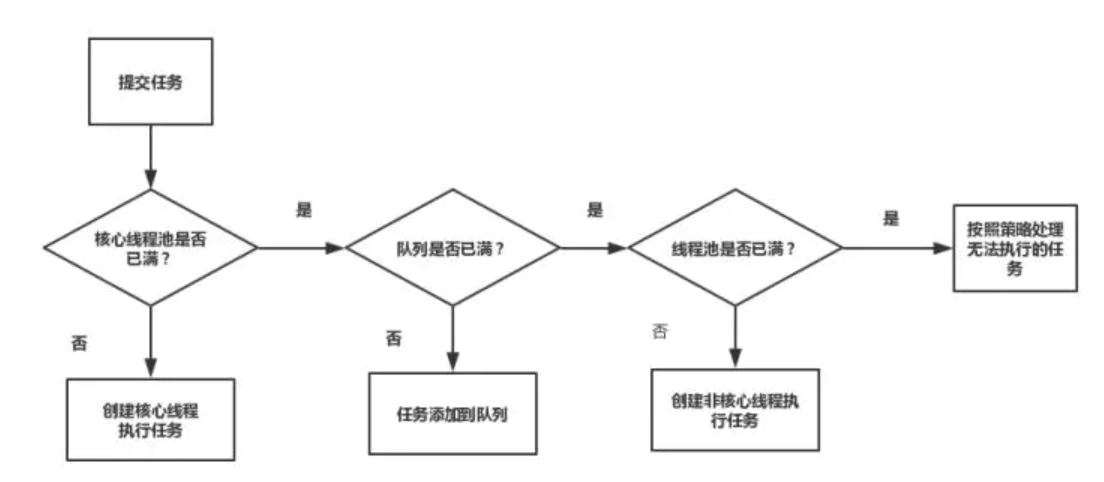 提交任务
核心线程池是否
已满？
是
队列是否已满？
是
线程池是否已满？
是
按照策略处理
无法执行的任
务
否
创建核心线程
执行任务
否
任务添加到队列
否
创建非核心线程执
行任务